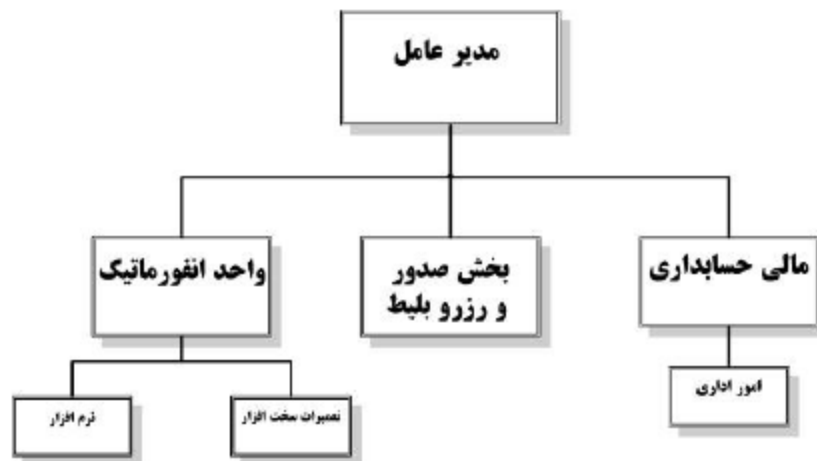 مدیر عامل
مالی حسابداری
بخش صدور
و رزرو بلیط
واحد انفورماتیک
امور اداری
تعمیرات سخت افزار
نرم افزار